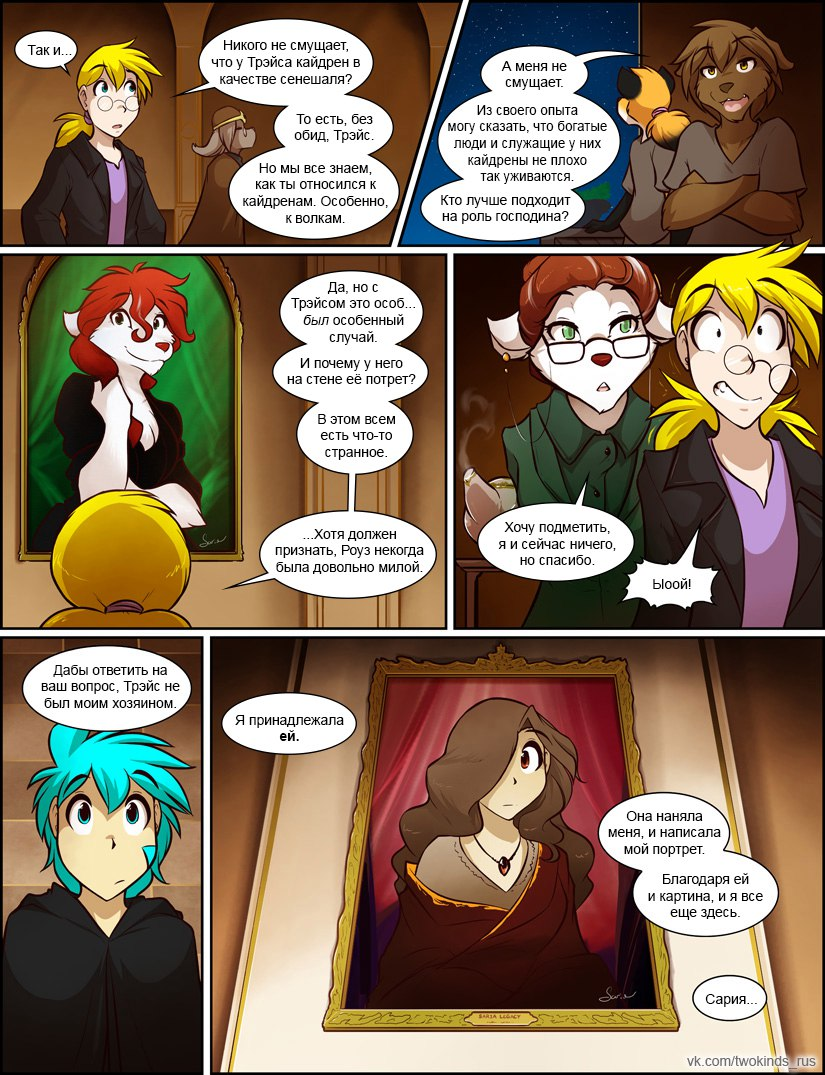 Так и...
Никого не смущает,
что у Трэйса кайдрен в
качестве сенешаля?
То есть, без
обид, Трэйс.
Но мы все знаем,
как ты относился к
кайдренам. Особенно,
к волкам.
А меня не
смущает.
Из своего опыта
могу сказать, что богатые
люди и служащие у них
кайдрены не плохо
так уживаются.
Кто лучше подходит
на роль господина?
Да, но с
Трэйсом это особ...
был особенный
случай.
И почему у него
на стене её потрет?
В этом всем
есть что-то
странное.
...Хотя должен
признать, Роуз некогда
была довольно милой.
Хочу подметить,
я и сейчас ничего,
но спасибо.
Ыоой!
Дабы ответить на
ваш вопрос, Трэйс не
был моим хозяином.
Я принадлежала
ей.
Она наняла
меня, и написала
мой портрет.
Благодаря ей
и картина, и я все
еще здесь.
Сария...
Saria
Saria
SARIA LEGACY
vk.com/twokinds_rus